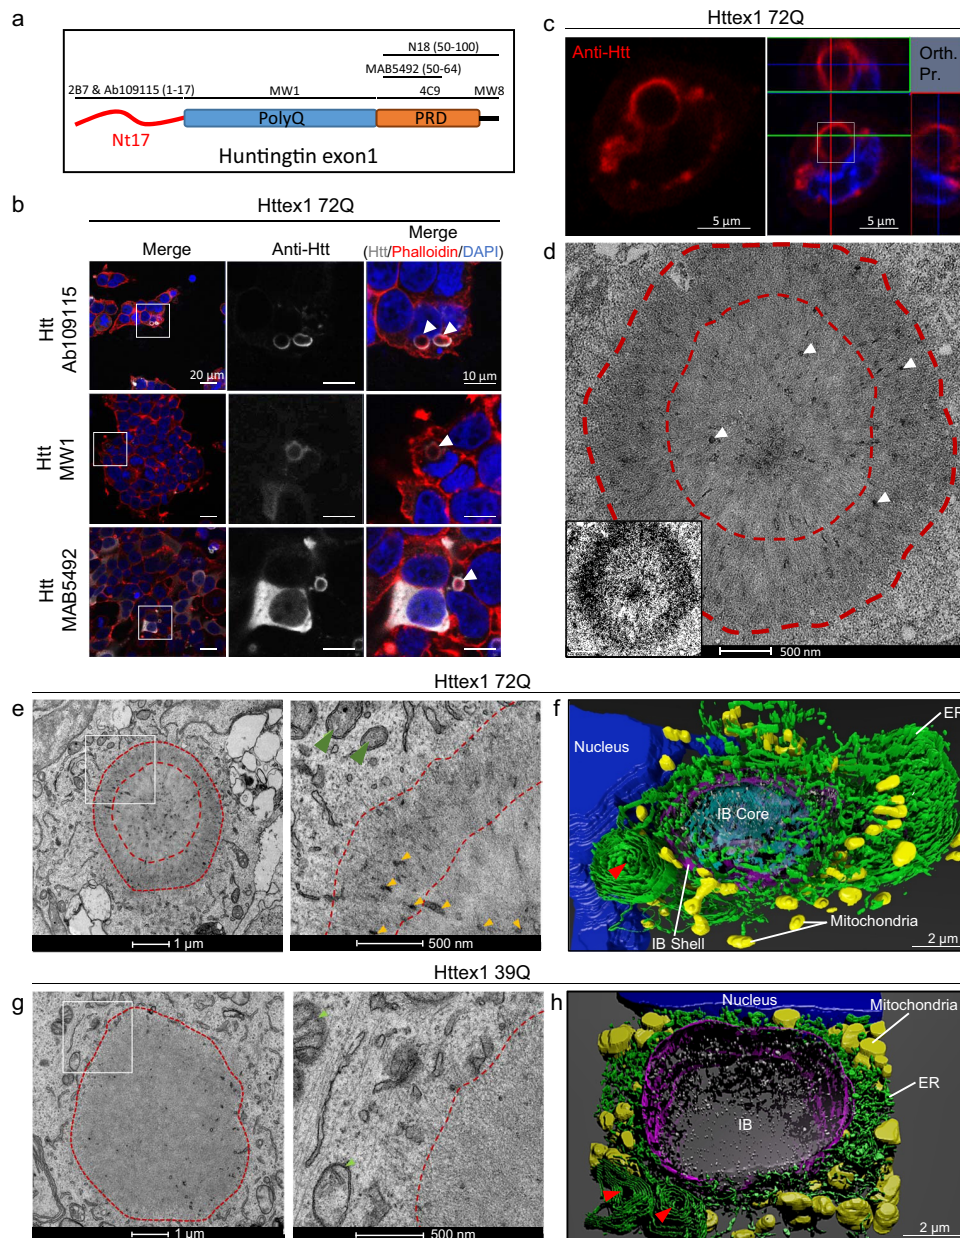 a
N18 (50-100)
MAB5492 (50-64)
2B7 & Ab109115 (1-17)
MW1
4C9
MW8
PolyQ
PRD
Nt17
Huntingtin exon1
b
Httex1 72Q
Merge
Anti-Htt
Merge
(Htt/Phalloidin/DAPI)
Htt
Ab109115
20 µm
10 µm
Htt
MW1
Htt
MAB5492
Httex1 72Q
c
Anti-Htt
Orth.
Pr.
5 µm
5 µm
d
500 nm
Httex1 72Q
e
1 µm
500 nm
f
ER
Nucleus
IB Core
Mitochondria
IB Shell
2 µm
Httex1 39Q
g
1 µm
500 nm
h
Nucleus
Mitochondria
ER
IB
2 µm